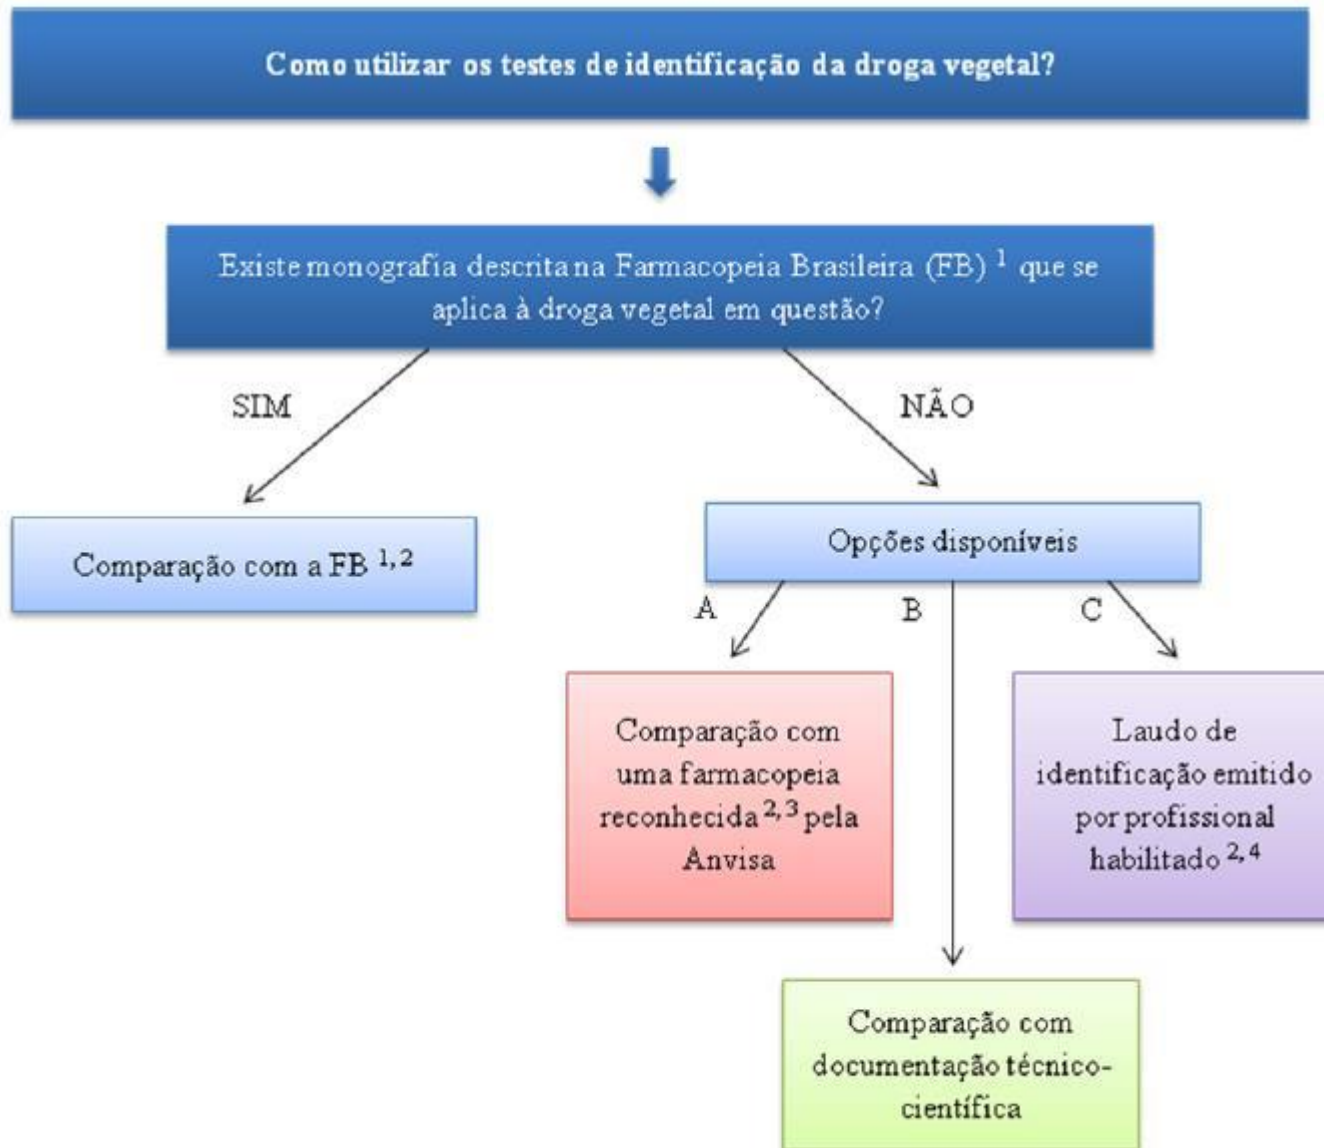 Como utilizar os testes de identificação da droga vegetal?
Existe monografia descrita na Farmacopeia Brasileira (FB) ¹ que se
aplica à droga vegetal em questão?
SIM
NÃO
Comparação com a FB ¹,²
Opções disponíveis
A
B
C
Comparação com
uma farmacopeia
reconhecida ²,³ pela
Anvisa
Laudo de
identificação emitido
por profissional
habilitado ²,⁴
Comparação com
documentação técnico-
científica